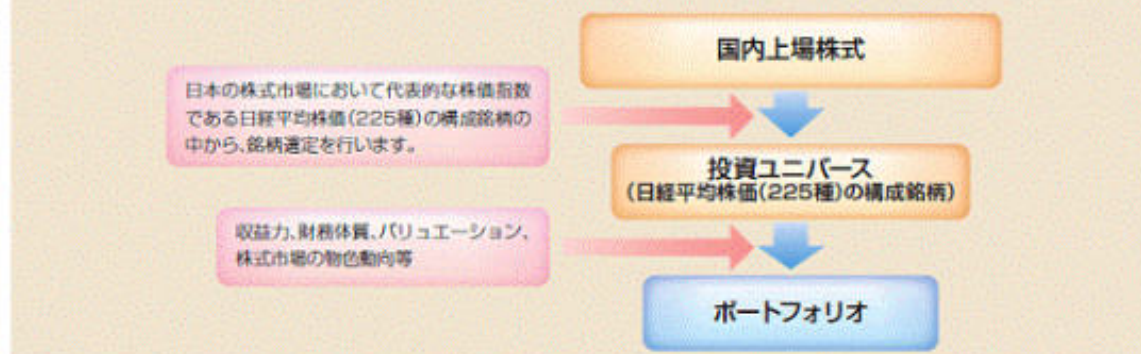 国内上場株式
日本の株式市場において代表的な株価指数
である日経平均株価(225種)の構成銘柄の
中から、銘柄選定を行います。
投資ユニバース
(日経平均株価(225種)の構成銘柄)
収益力、財務体質、バリュエーション、
株式市場の物色動向等
ポートフォリオ